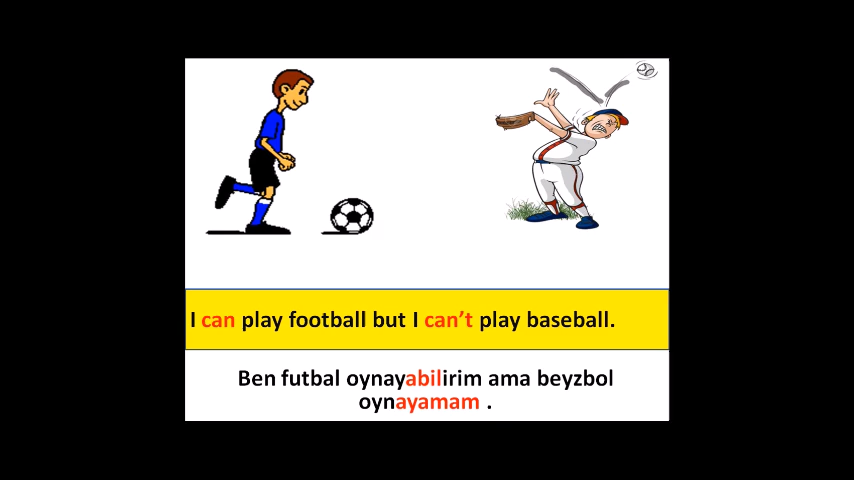 I can play football but I can’t play baseball.
Ben futbal oynayabilirim ama beyzbol
oynayamam .